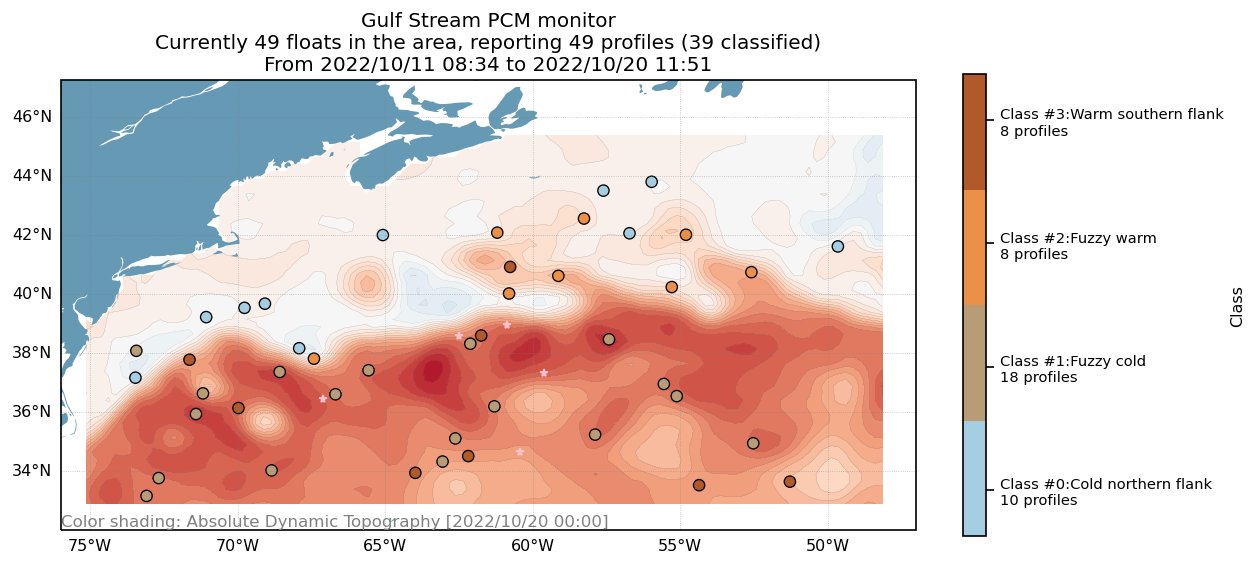 Gulf Stream PCM monitor
Currently 49 floats in the area, reporting 49 profiles (39 classified)
From 2022/10/11 08:34 to 2022/10/20 11:51
46°N
44°N
42°N
40°N
38°N
36°N
34°N
Color shading: Absolute Dynamic Topography [2022/10/20 00:00]
75°W
70°W
65°W
60°W
55°W
50°W
Class #3:Warm southern flank
8 profiles
Class #2:Fuzzy warm
8 profiles
Class #1:Fuzzy cold
18 profiles
Class #0:Cold northern flank
10 profiles
Class